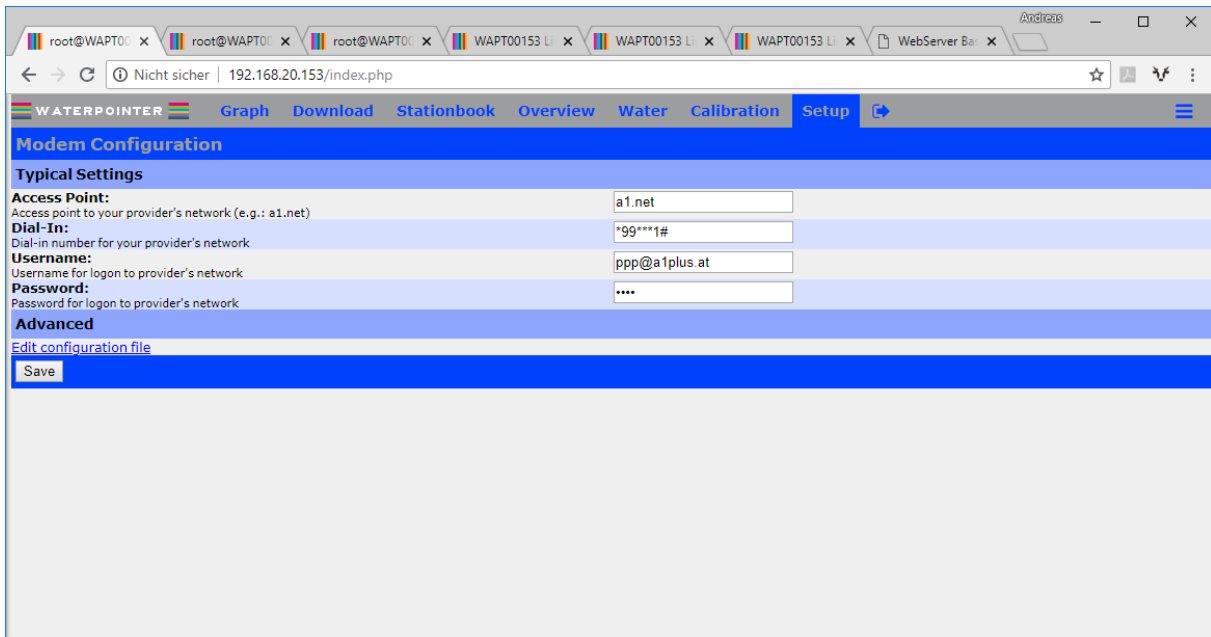 Andreas
root@WAPT00 root@WAPT00 root@WAPT00 WAPT00153 Li WAPT00153 Li WAPT00153 Li WebServer Bas
Nicht sicher | 192.168.20.153/index.php
WATERPOINTER Graph Download Stationbook Overview Water Calibration Setup
Modem Configuration
Typical Settings
Access Point:
a1.net
Access point to your provider's network (e.g.: a1.net)
Dial-In:
*99***1#
Dial-in number for your provider's network
Username:
ppp@a1plus.at
Username for logon to provider's network
Password:
••••
Password for logon to provider's network
Advanced
Edit configuration file
Save